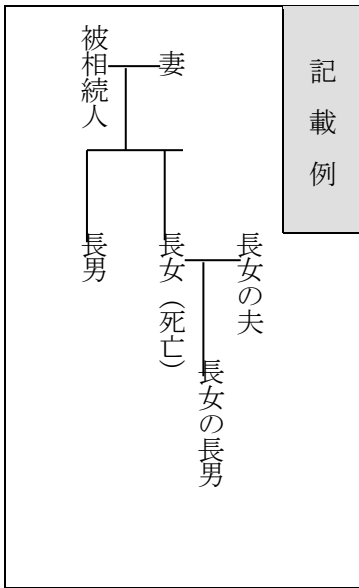 記載例
妻
被相続人
長女の夫
長女（死亡）
長男
長女の長男